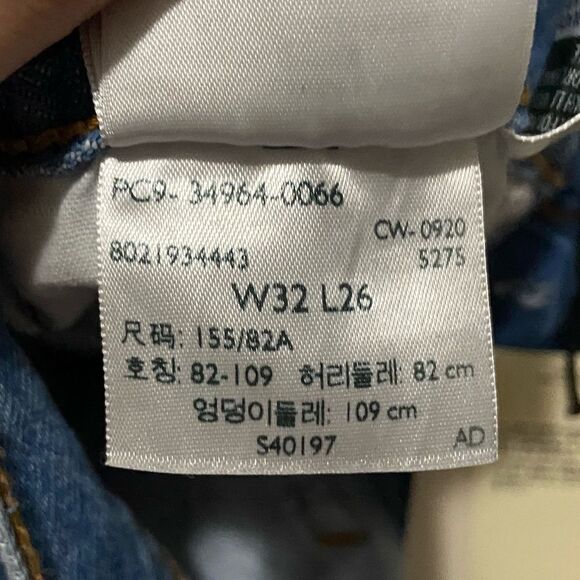 PC9- 34964-0066
CW-0920
8021934443 5275
W32 L26
尺码: 155/82A
호칭: 82-109 허리둘레: 82 cm
엉덩이둘레: 109 cm
S40197 AD